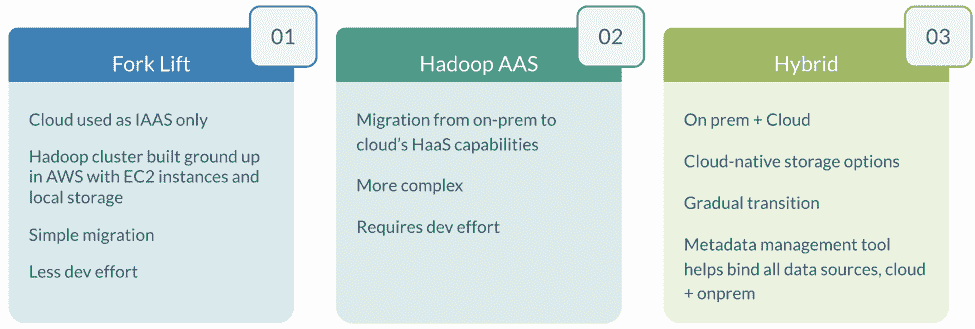 01
Fork Lift
Cloud used as IAAS only
Hadoop cluster built ground up
in AWS with EC2 instances and
local storage
Simple migration
Less dev effort
02
Hadoop AAS
Migration from on-prem to
cloud's HaaS capabilities
More complex
Requires dev effort
03
Hybrid
On prem + Cloud
Cloud-native storage options
Gradual transition
Metadata management tool
helps bind all data sources, cloud
+ onprem